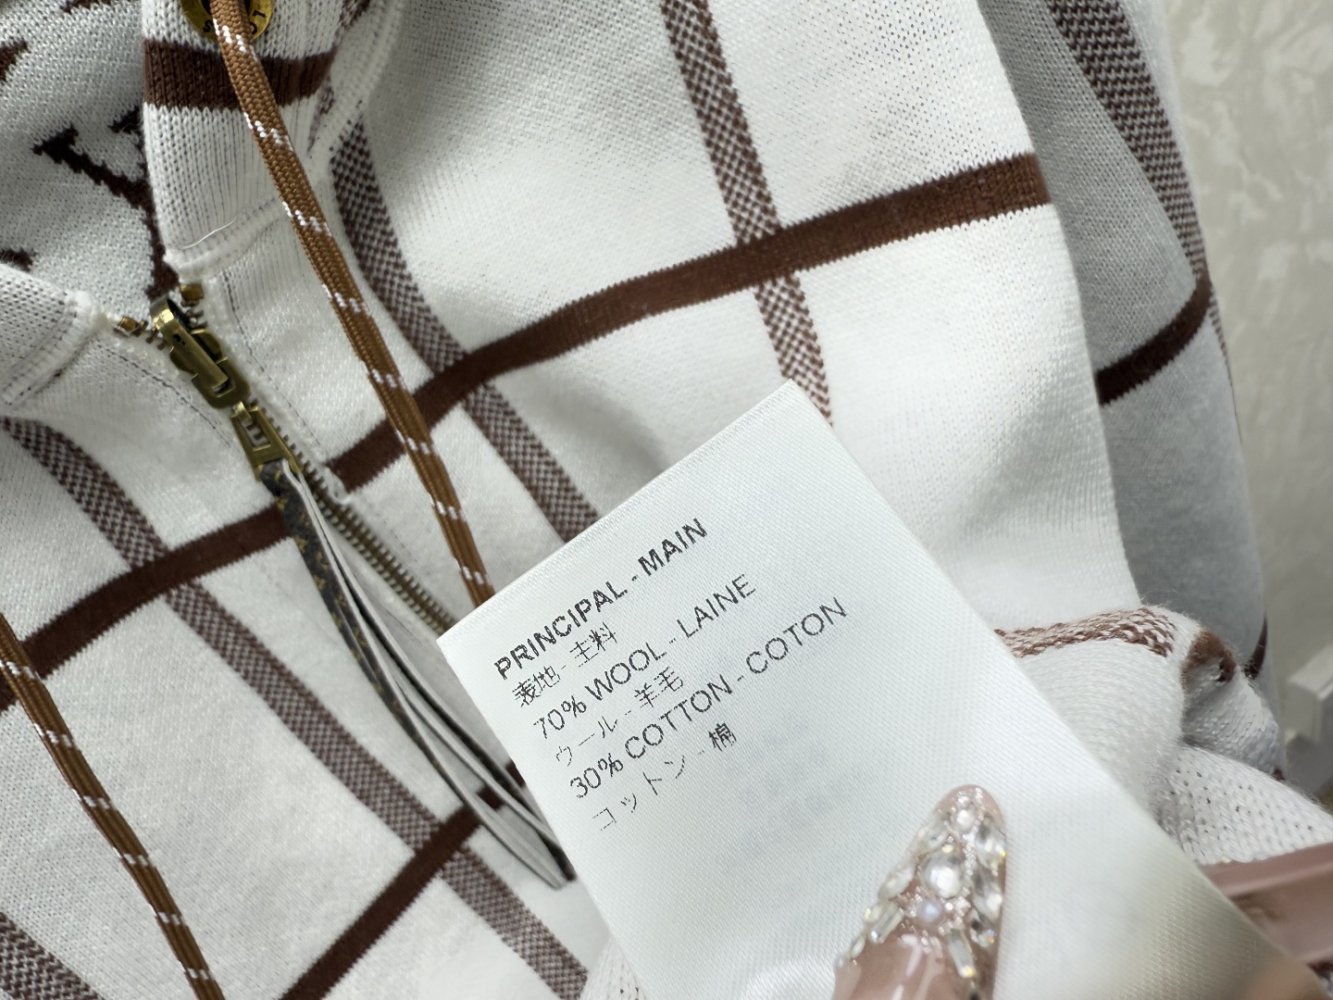 PRINCIPAL - MAIN
表地 - 主料
70% WOOL - LAINE
ウール - 羊毛
30% COTTON - COTON
コットン - 棉